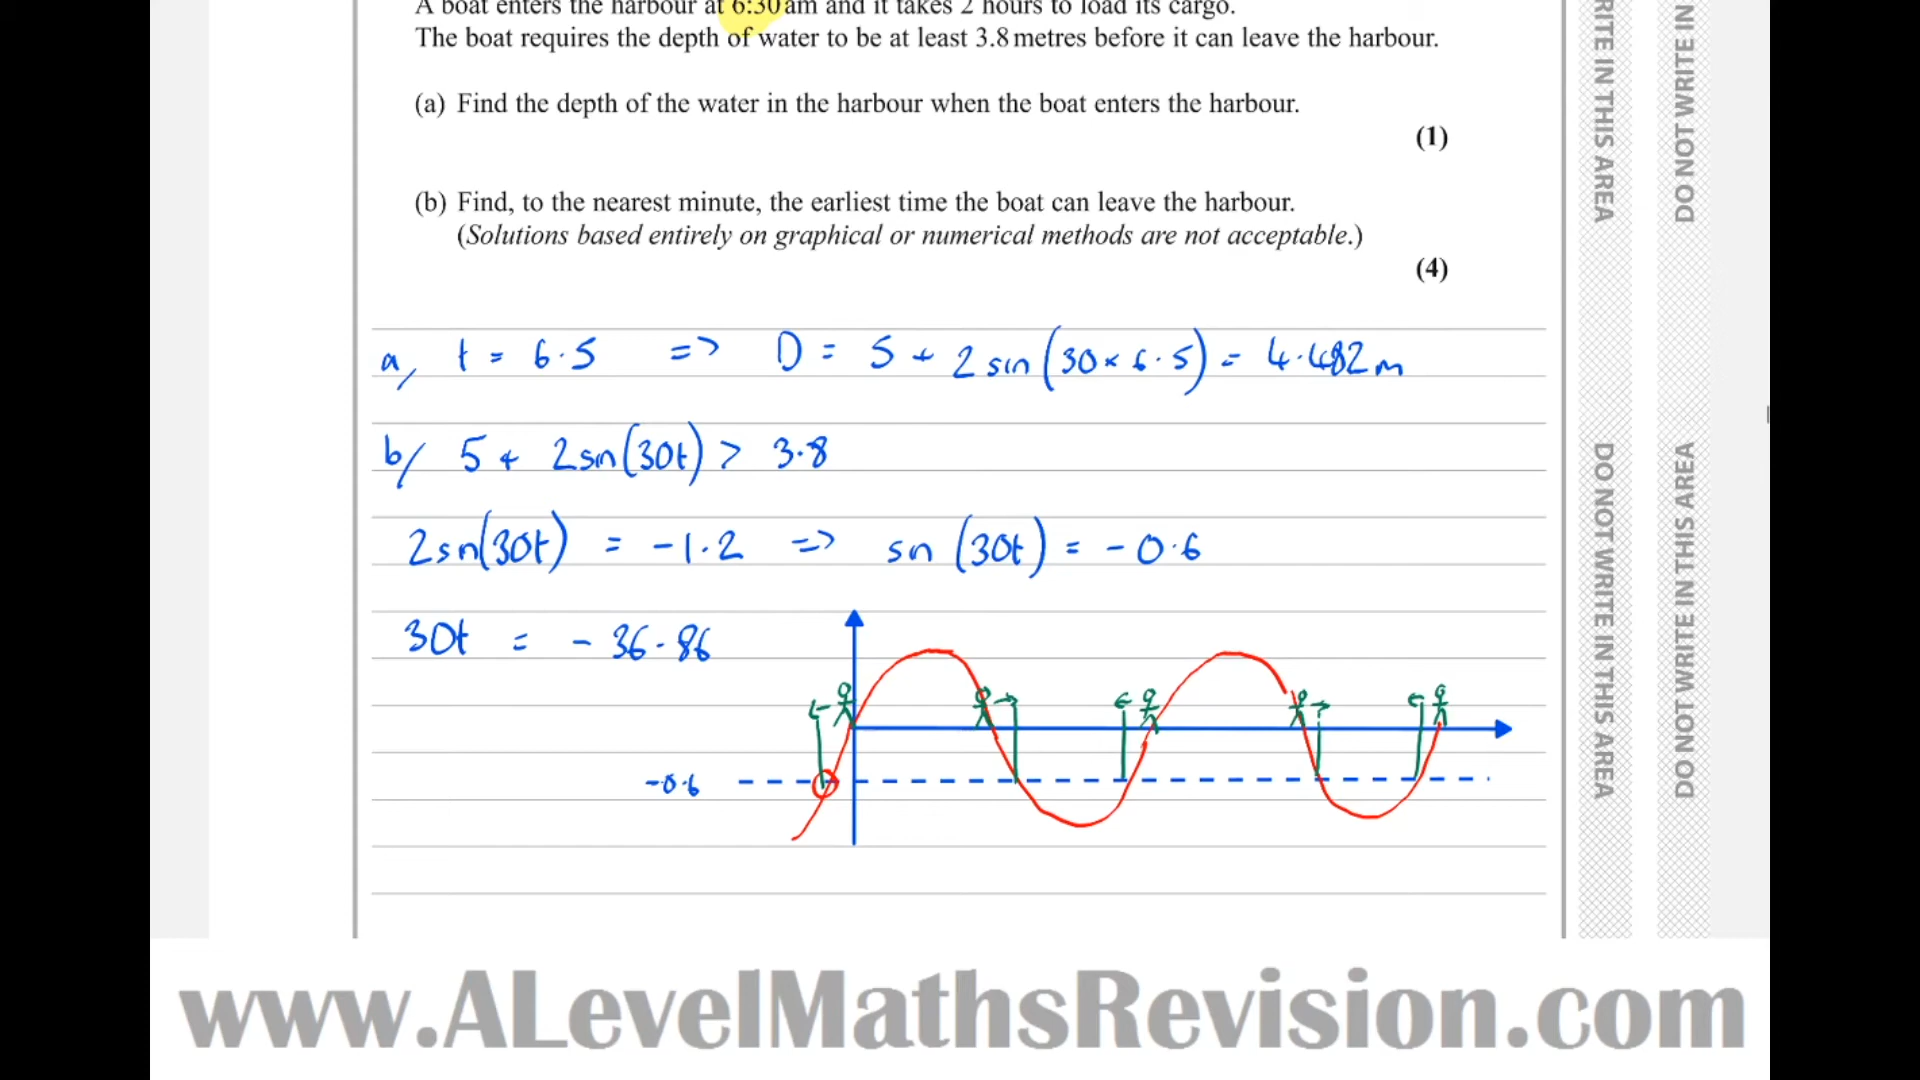 A boat enters the harbour at 6:30 am and it takes 2 hours to load its cargo.
The boat requires the depth of water to be at least 3.8 metres before it can leave the harbour.
(a) Find the depth of the water in the harbour when the boat enters the harbour.
(1)
(b) Find, to the nearest minute, the earliest time the boat can leave the harbour.
(Solutions based entirely on graphical or numerical methods are not acceptable.)
(4)
a, t = 6.5 => D = 5 + 2 sin (30 × 6.5) = 4.482 m
b/ 5 + 2sin(30t) > 3.8
2sn(30t) = -1.2 => sn (30t) = -0.6
30t = -36.86
-0.6
RITE IN THIS AREA
DO NOT WRITE IN THIS AREA
DO NOT WRITE IN
DO NOT WRITE IN THIS AREA
www.ALevelMathsRevision.com